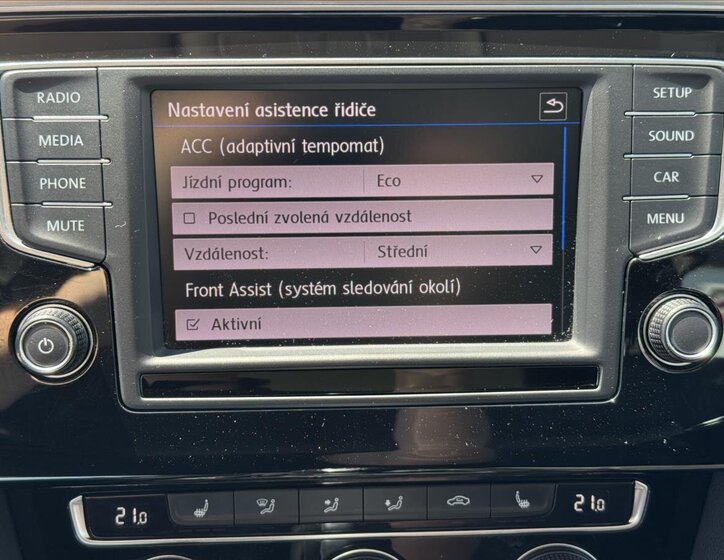 RADIO
MEDIA
PHONE
MUTE
Nastavení asistence řidiče
ACC (adaptivní tempomat)
Jízdní program: Eco
Poslední zvolená vzdálenost
Vzdálenost: Střední
Front Assist (systém sledování okolí)
Aktivní
SETUP
SOUND
CAR
MENU
21.0
21.0